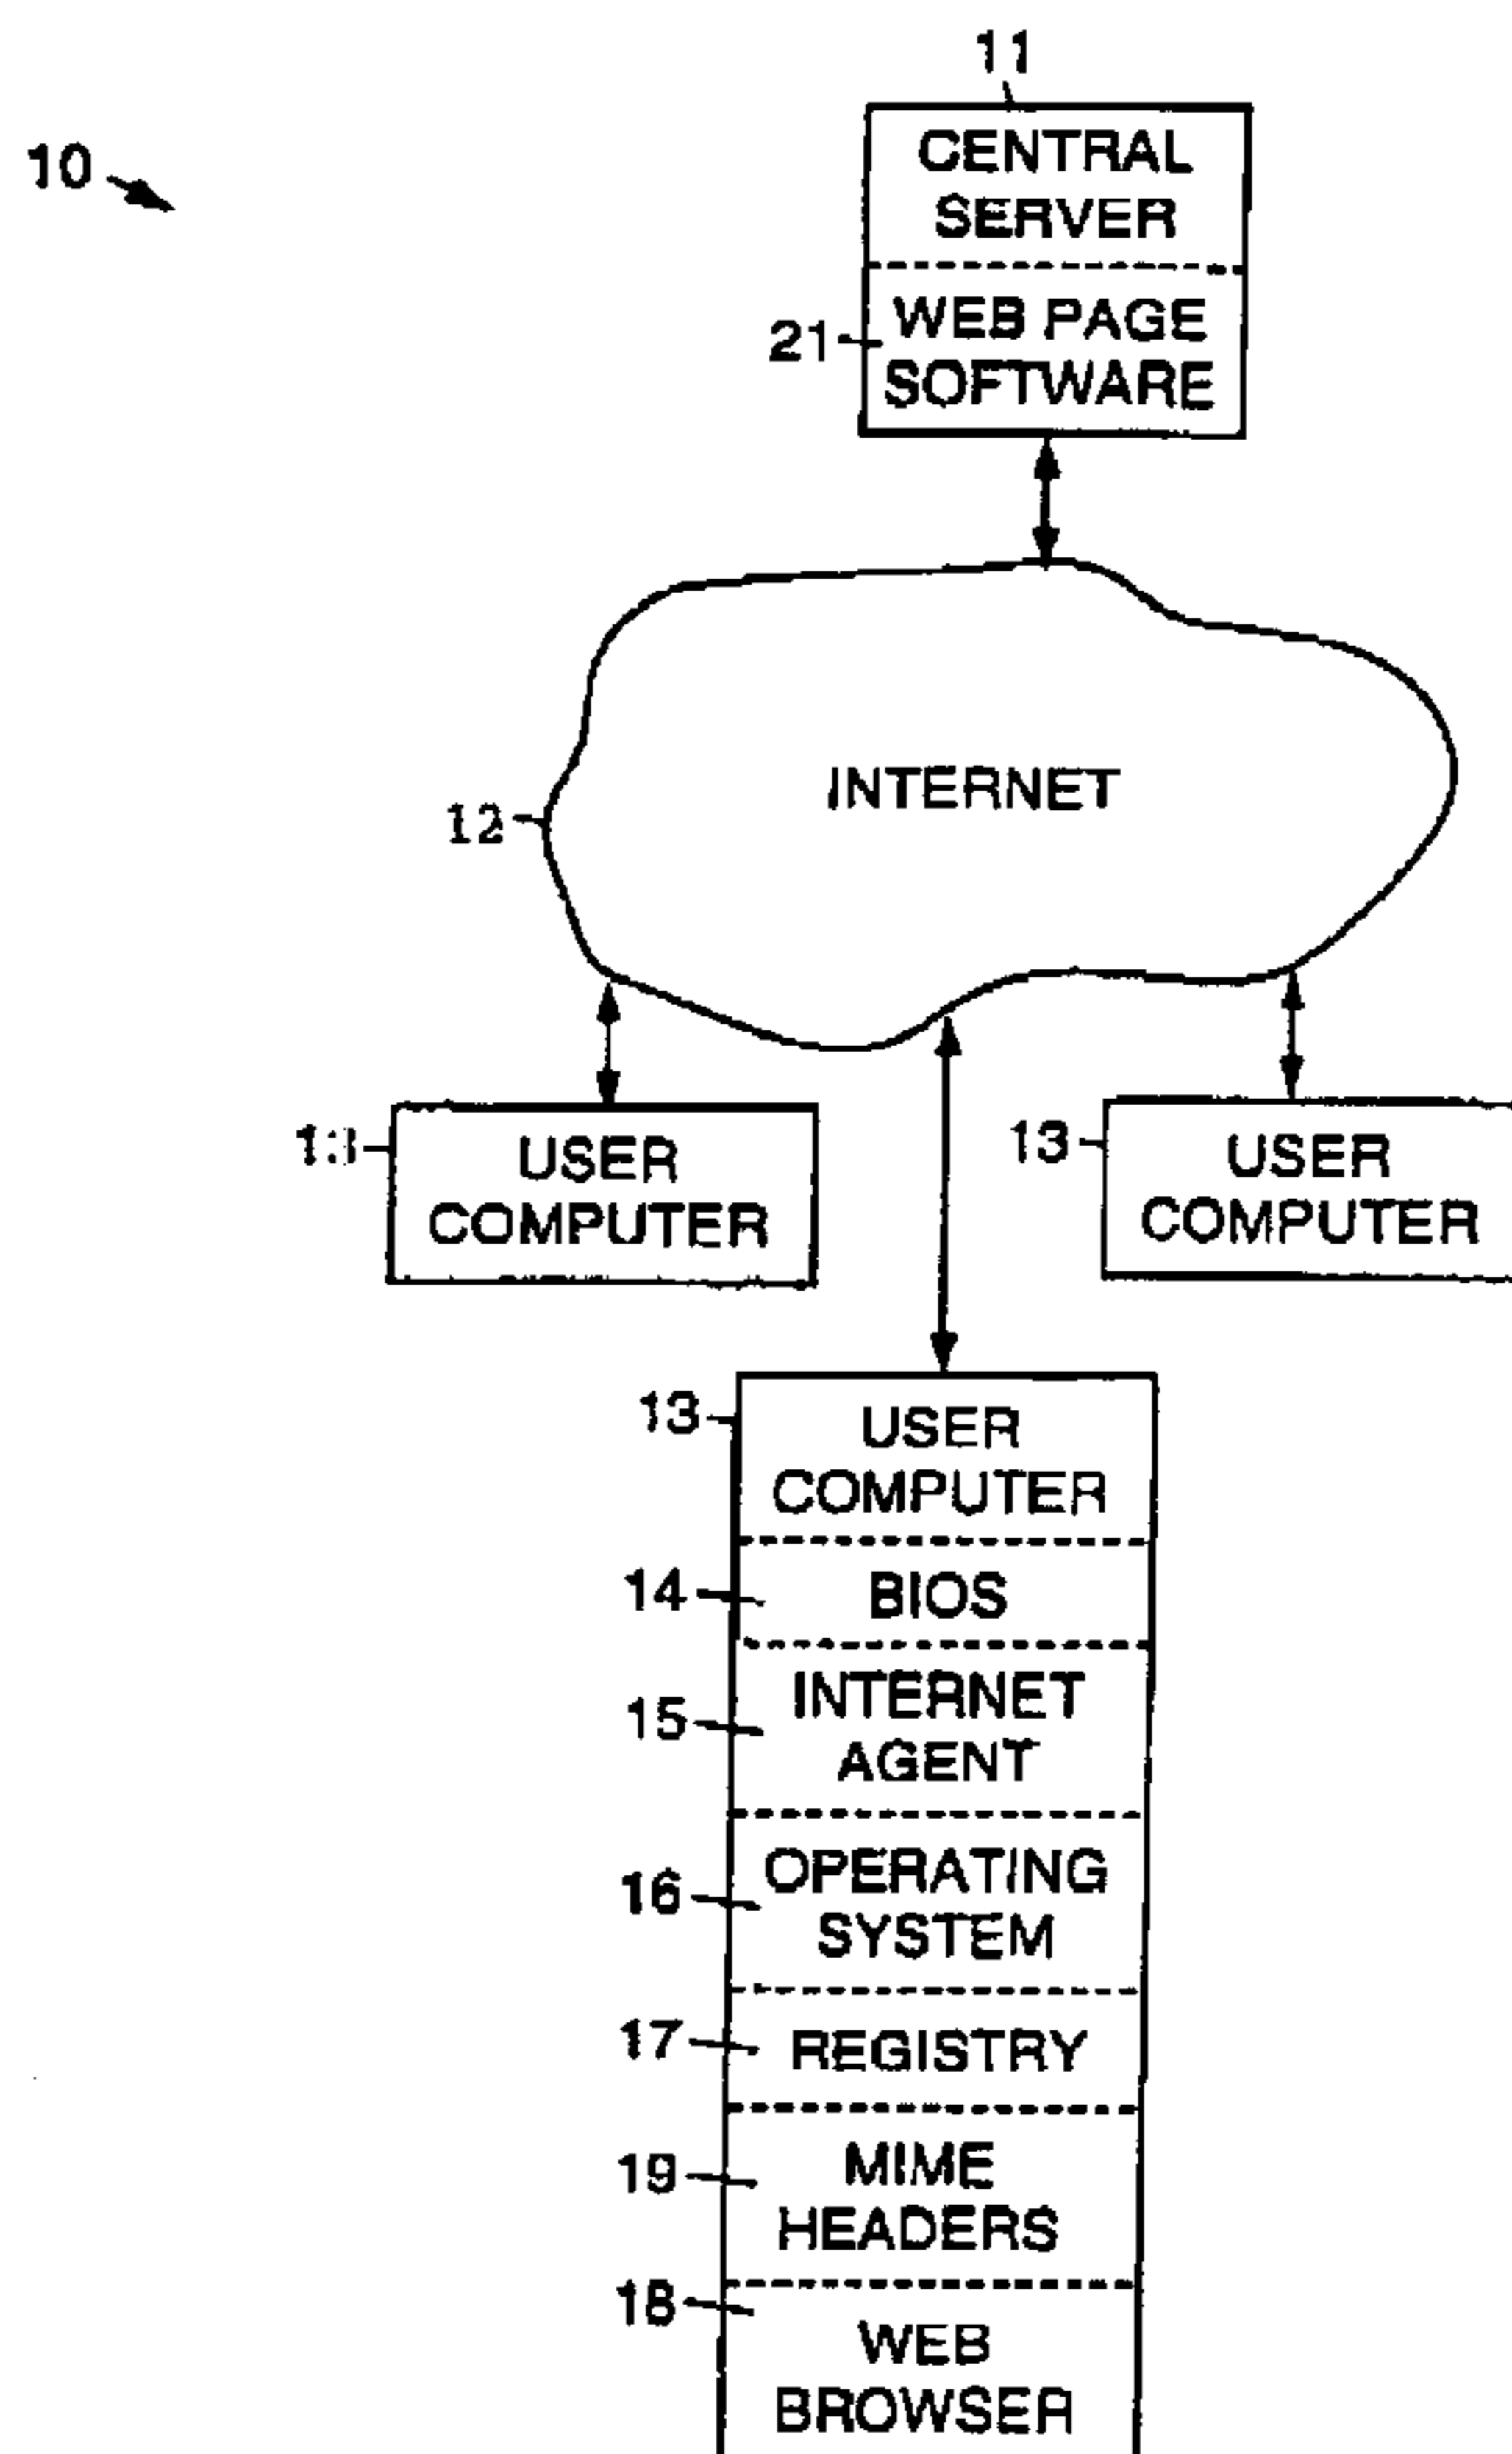 11
10
CENTRAL
SERVER
21
WEB PAGE
SOFTWARE
INTERNET
12
13
USER
COMPUTER
13
USER
COMPUTER
13
USER
COMPUTER
14
BIOS
15
INTERNET
AGENT
16
OPERATING
SYSTEM
17
REGISTRY
19
MIME
HEADERS
18
WEB
BROWSER